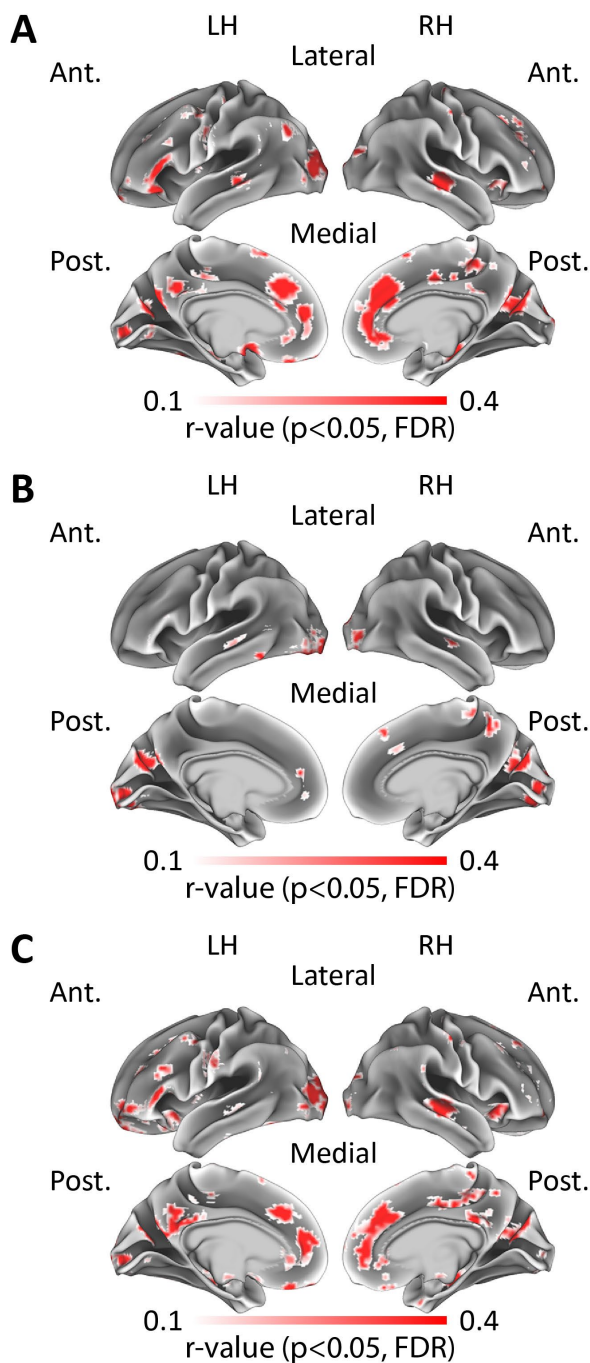 A
LH RH
Lateral
Ant. Ant.
Medial
Post. Post.
0.1 0.4
r-value (p<0.05, FDR)
B
LH RH
Lateral
Ant. Ant.
Medial
Post. Post.
0.1 0.4
r-value (p<0.05, FDR)
C
LH RH
Lateral
Ant. Ant.
Medial
Post. Post.
0.1 0.4
r-value (p<0.05, FDR)